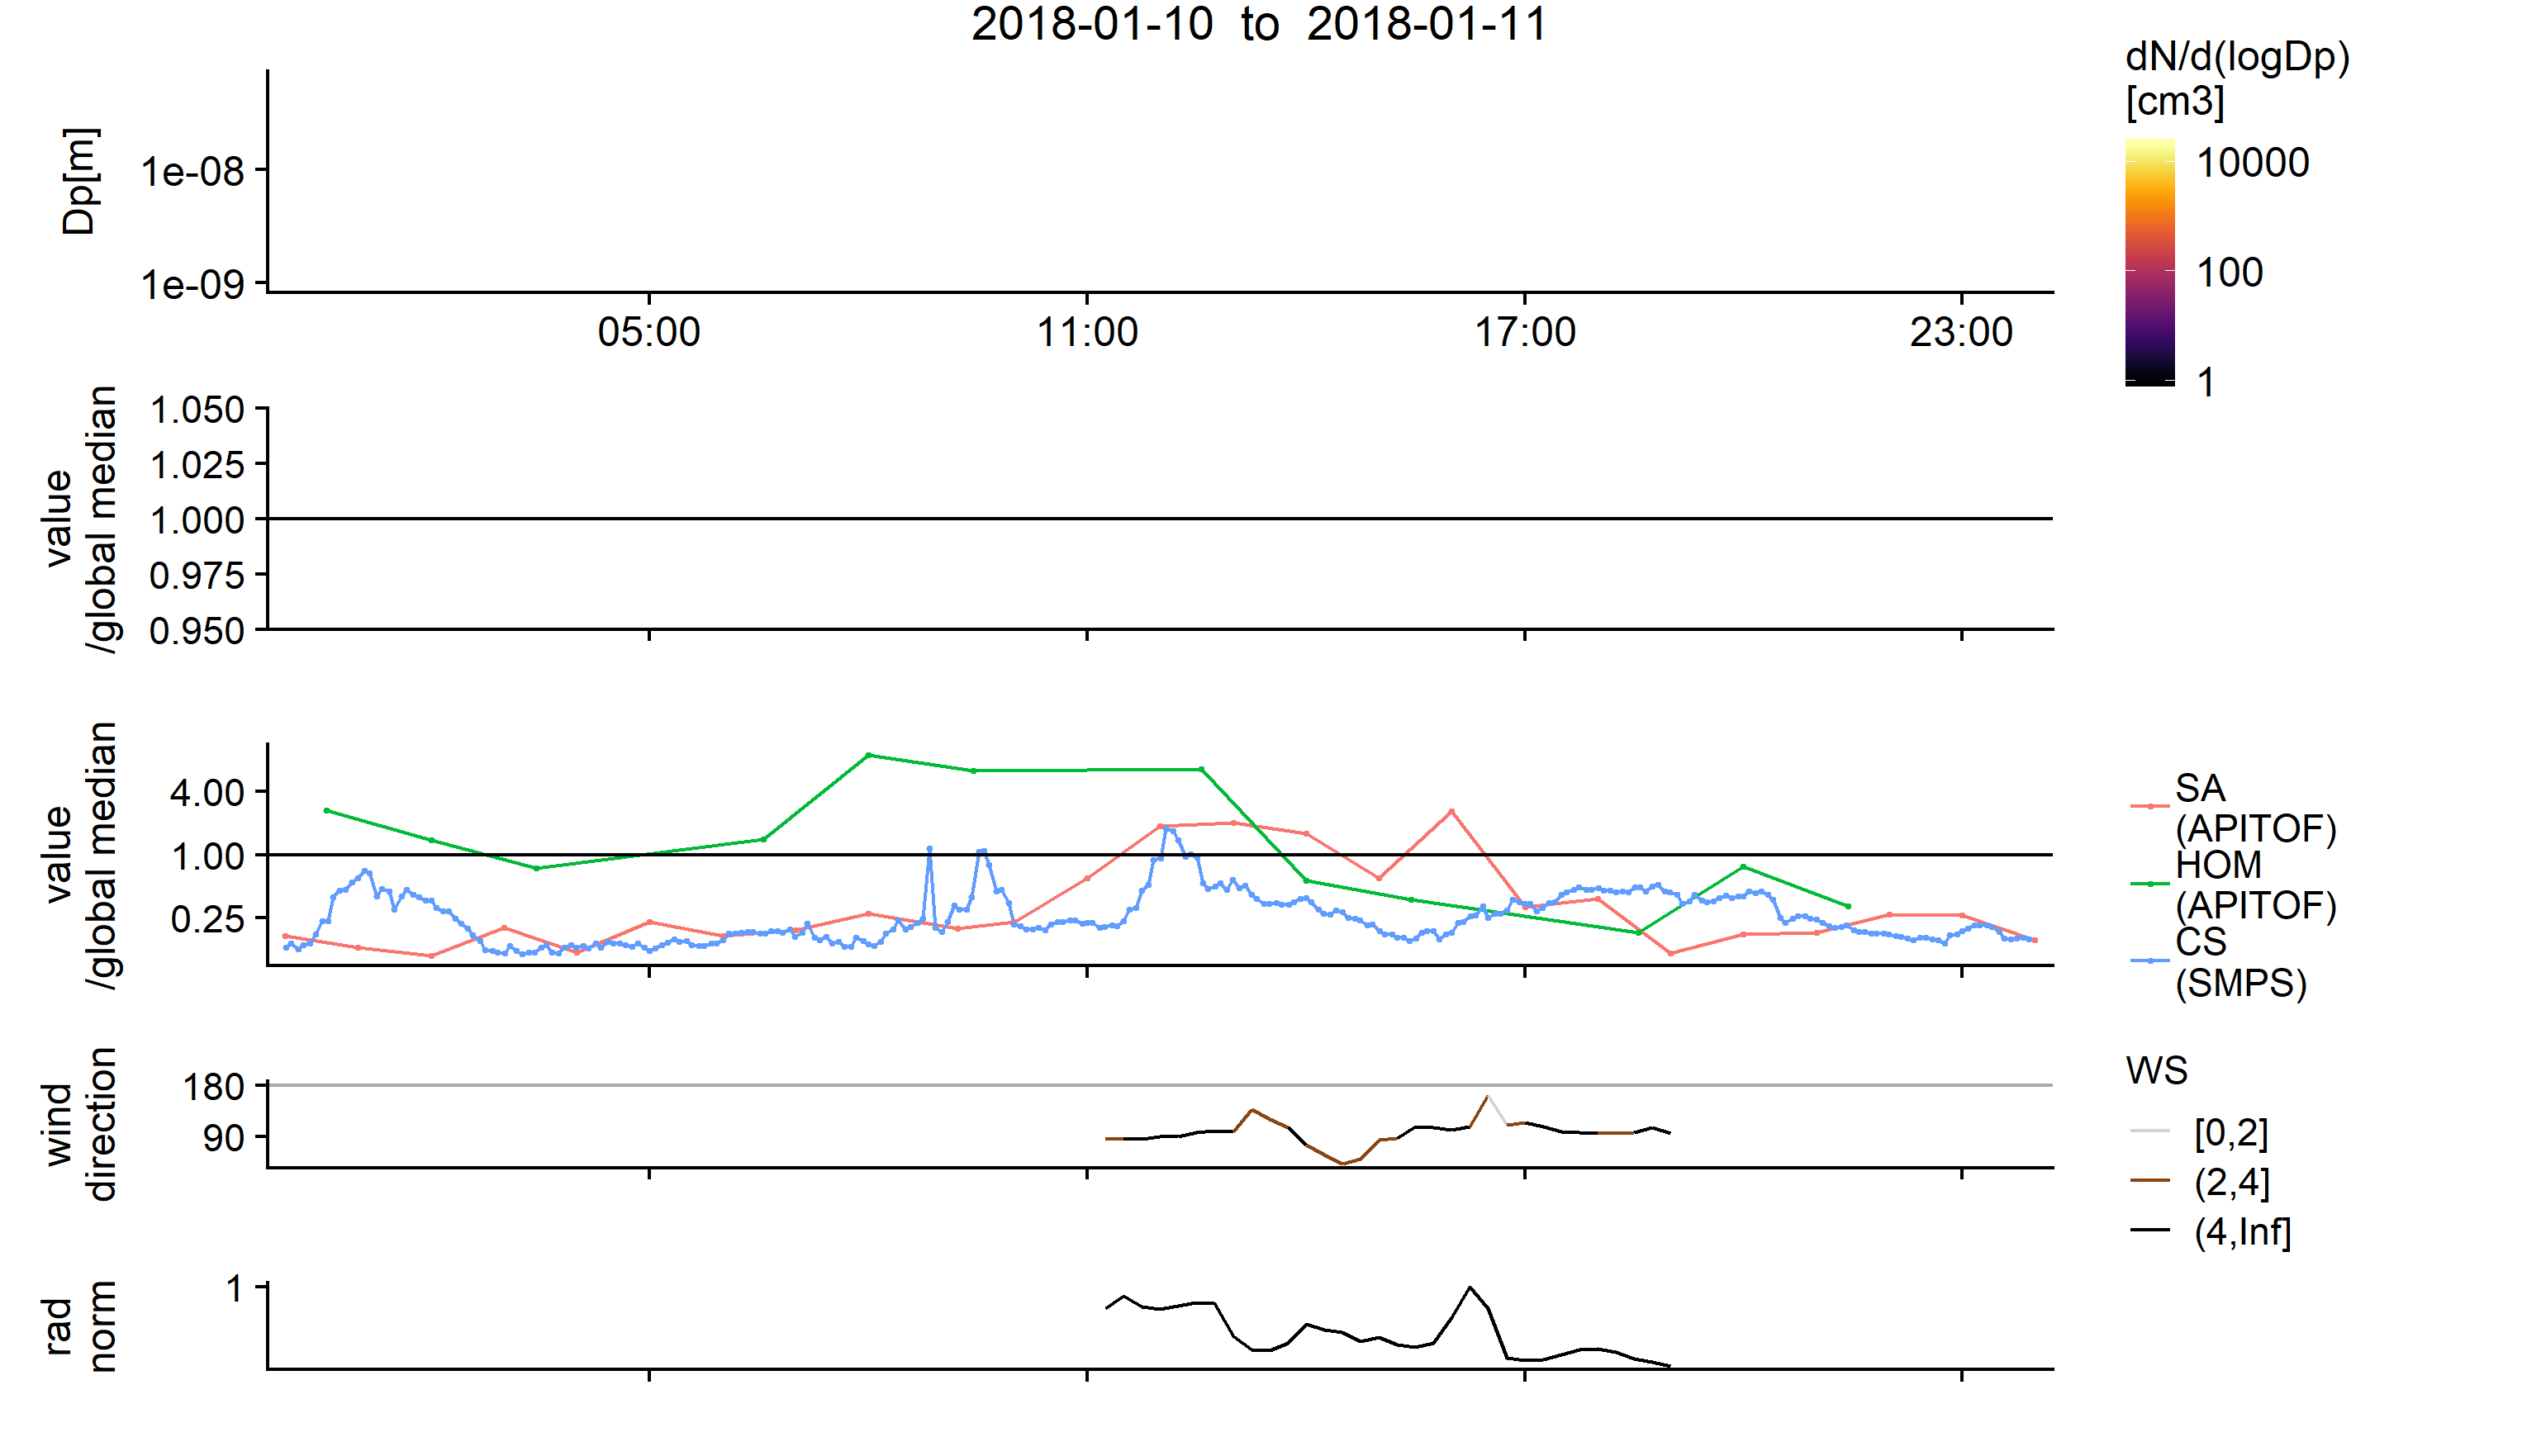 2018-01-10 to 2018-01-11
Dp[m]
1e-08
1e-09
05:00
11:00
17:00
23:00
dN/d(logDp)
[cm3]
10000
100
1
value
/global median
1.050
1.025
1.000
0.975
0.950
value
/global median
4.00
1.00
0.25
SA
(APITOF)
HOM
(APITOF)
CS
(SMPS)
wind
direction
180
90
WS
[0,2]
(2,4]
(4,Inf]
rad
norm
1